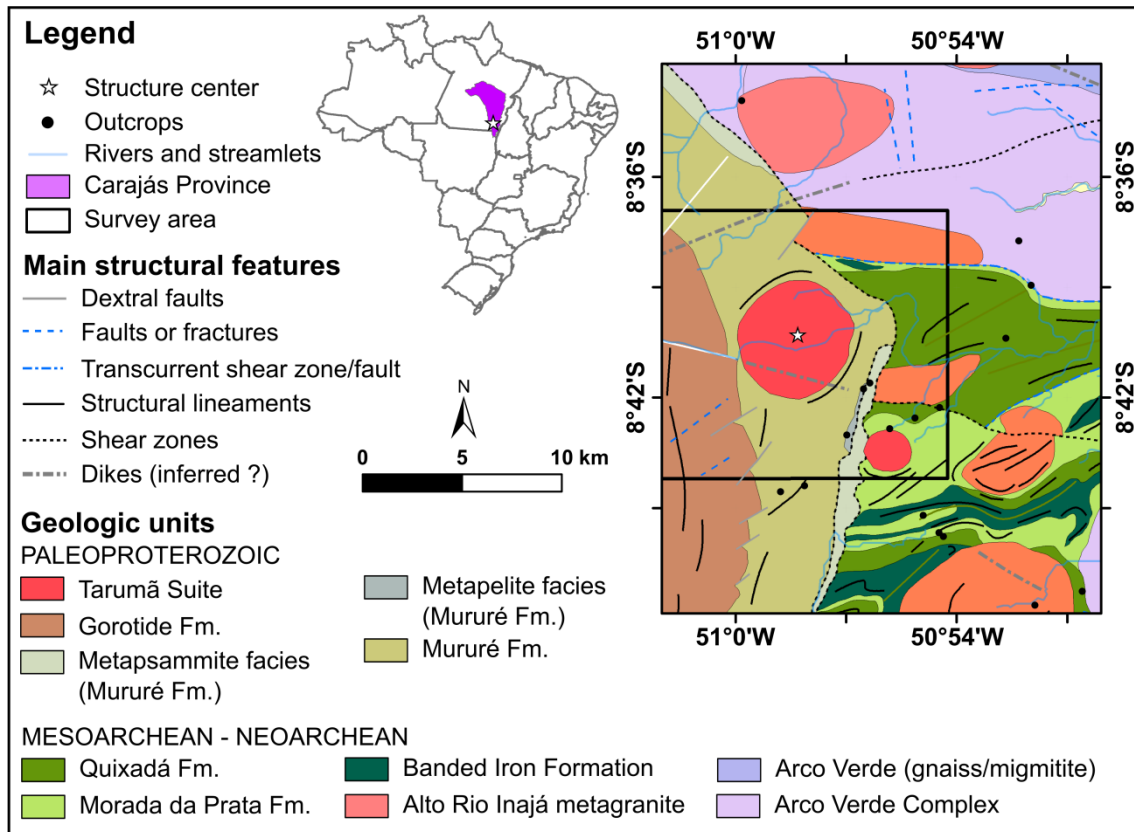 Legend
Structure center
Outcrops
Rivers and streamlets
Carajás Province
Survey area
Main structural features
Dextral faults
Faults or fractures
Transcurrent shear zone/fault
Structural lineaments
Shear zones
Dikes (inferred ?)
N
0 5 10 km
51°0'W 50°54'W
8°36'S 8°36'S
8°42'S 8°42'S
51°0'W 50°54'W
Geologic units
PALEOPROTEROZOIC
Tarumã Suite
Gorotide Fm.
Metapsammite facies
(Mururé Fm.)
Metapelite facies
(Mururé Fm.)
Mururé Fm.
MESOARCHEAN - NEOARCHEAN
Quixadá Fm.
Morada da Prata Fm.
Banded Iron Formation
Alto Rio Inajá metagranite
Arco Verde (gnaiss/migmitite)
Arco Verde Complex